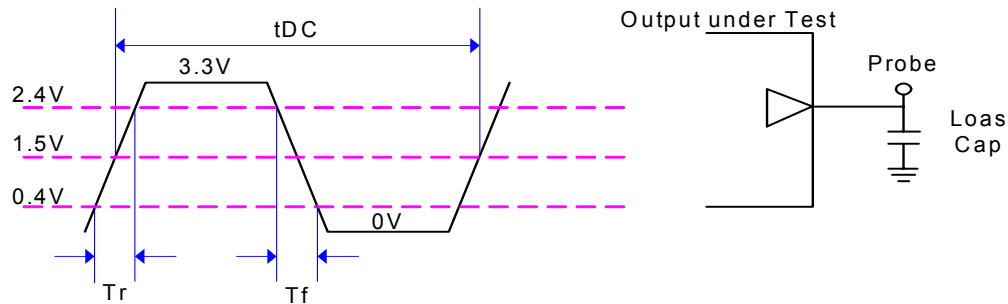 tDC
3.3V
2.4V
1.5V
0.4V
0V
Tr
Tf
Output under Test
Probe
Loas
Cap